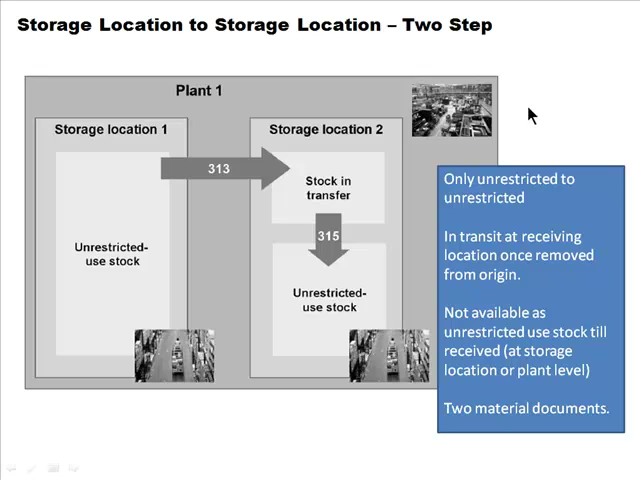 Storage Location to Storage Location – Two Step
Plant 1
Storage location 1
Storage location 2
313
Stock in
transfer
315
Unrestricted-
use stock
Unrestricted-
use stock
Only unrestricted to
unrestricted
In transit at receiving
location once removed
from origin.
Not available as
unrestricted use stock till
received (at storage
location or plant level)
Two material documents.